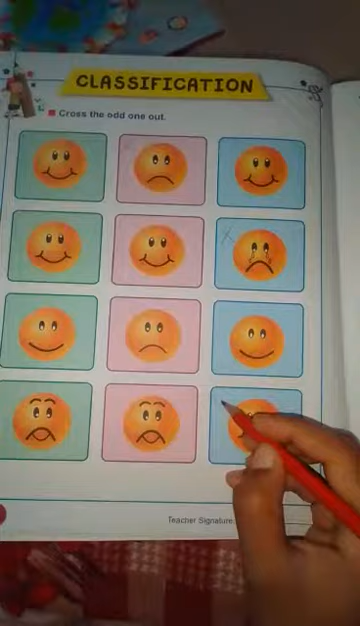 CLASSIFICATION
Cross the odd one out.
Teacher Signature